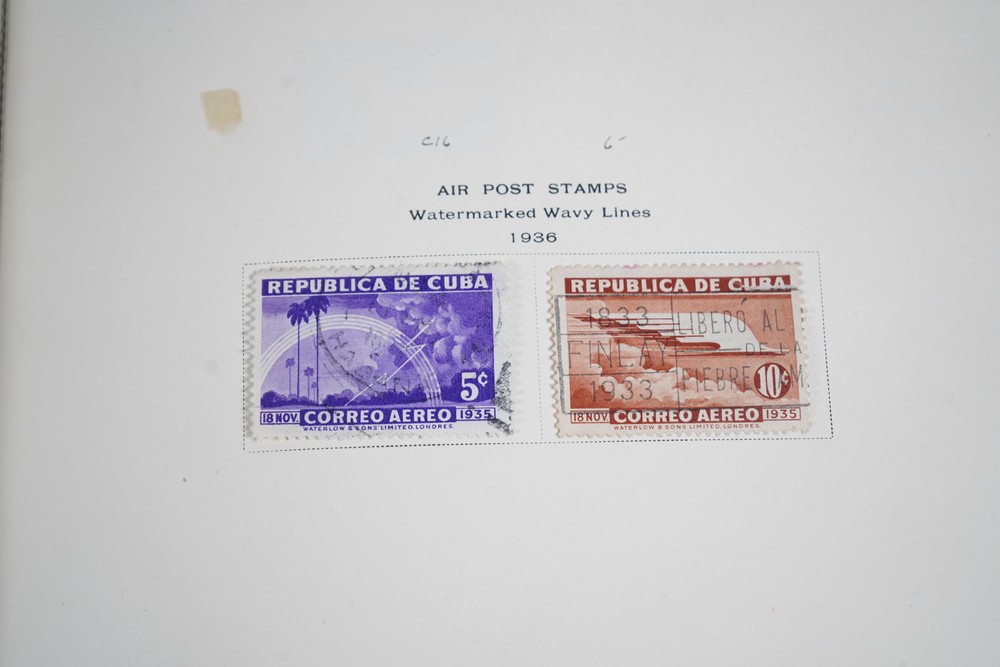 C16 6-
AIR POST STAMPS
Watermarked Wavy Lines
1936
REPUBLICA DE CUBA
5¢
18 NOV. CORREO AEREO 1935
WATERLOW & SONS LIMITED, LONDRES.
REPUBLICA DE CUBA
1833 LIBERÓ AL
FINLAY DE LA
1933 FIEBRE AM.
10¢
18 NOV. CORREO AEREO 1935
WATERLOW & SONS LIMITED, LONDRES.